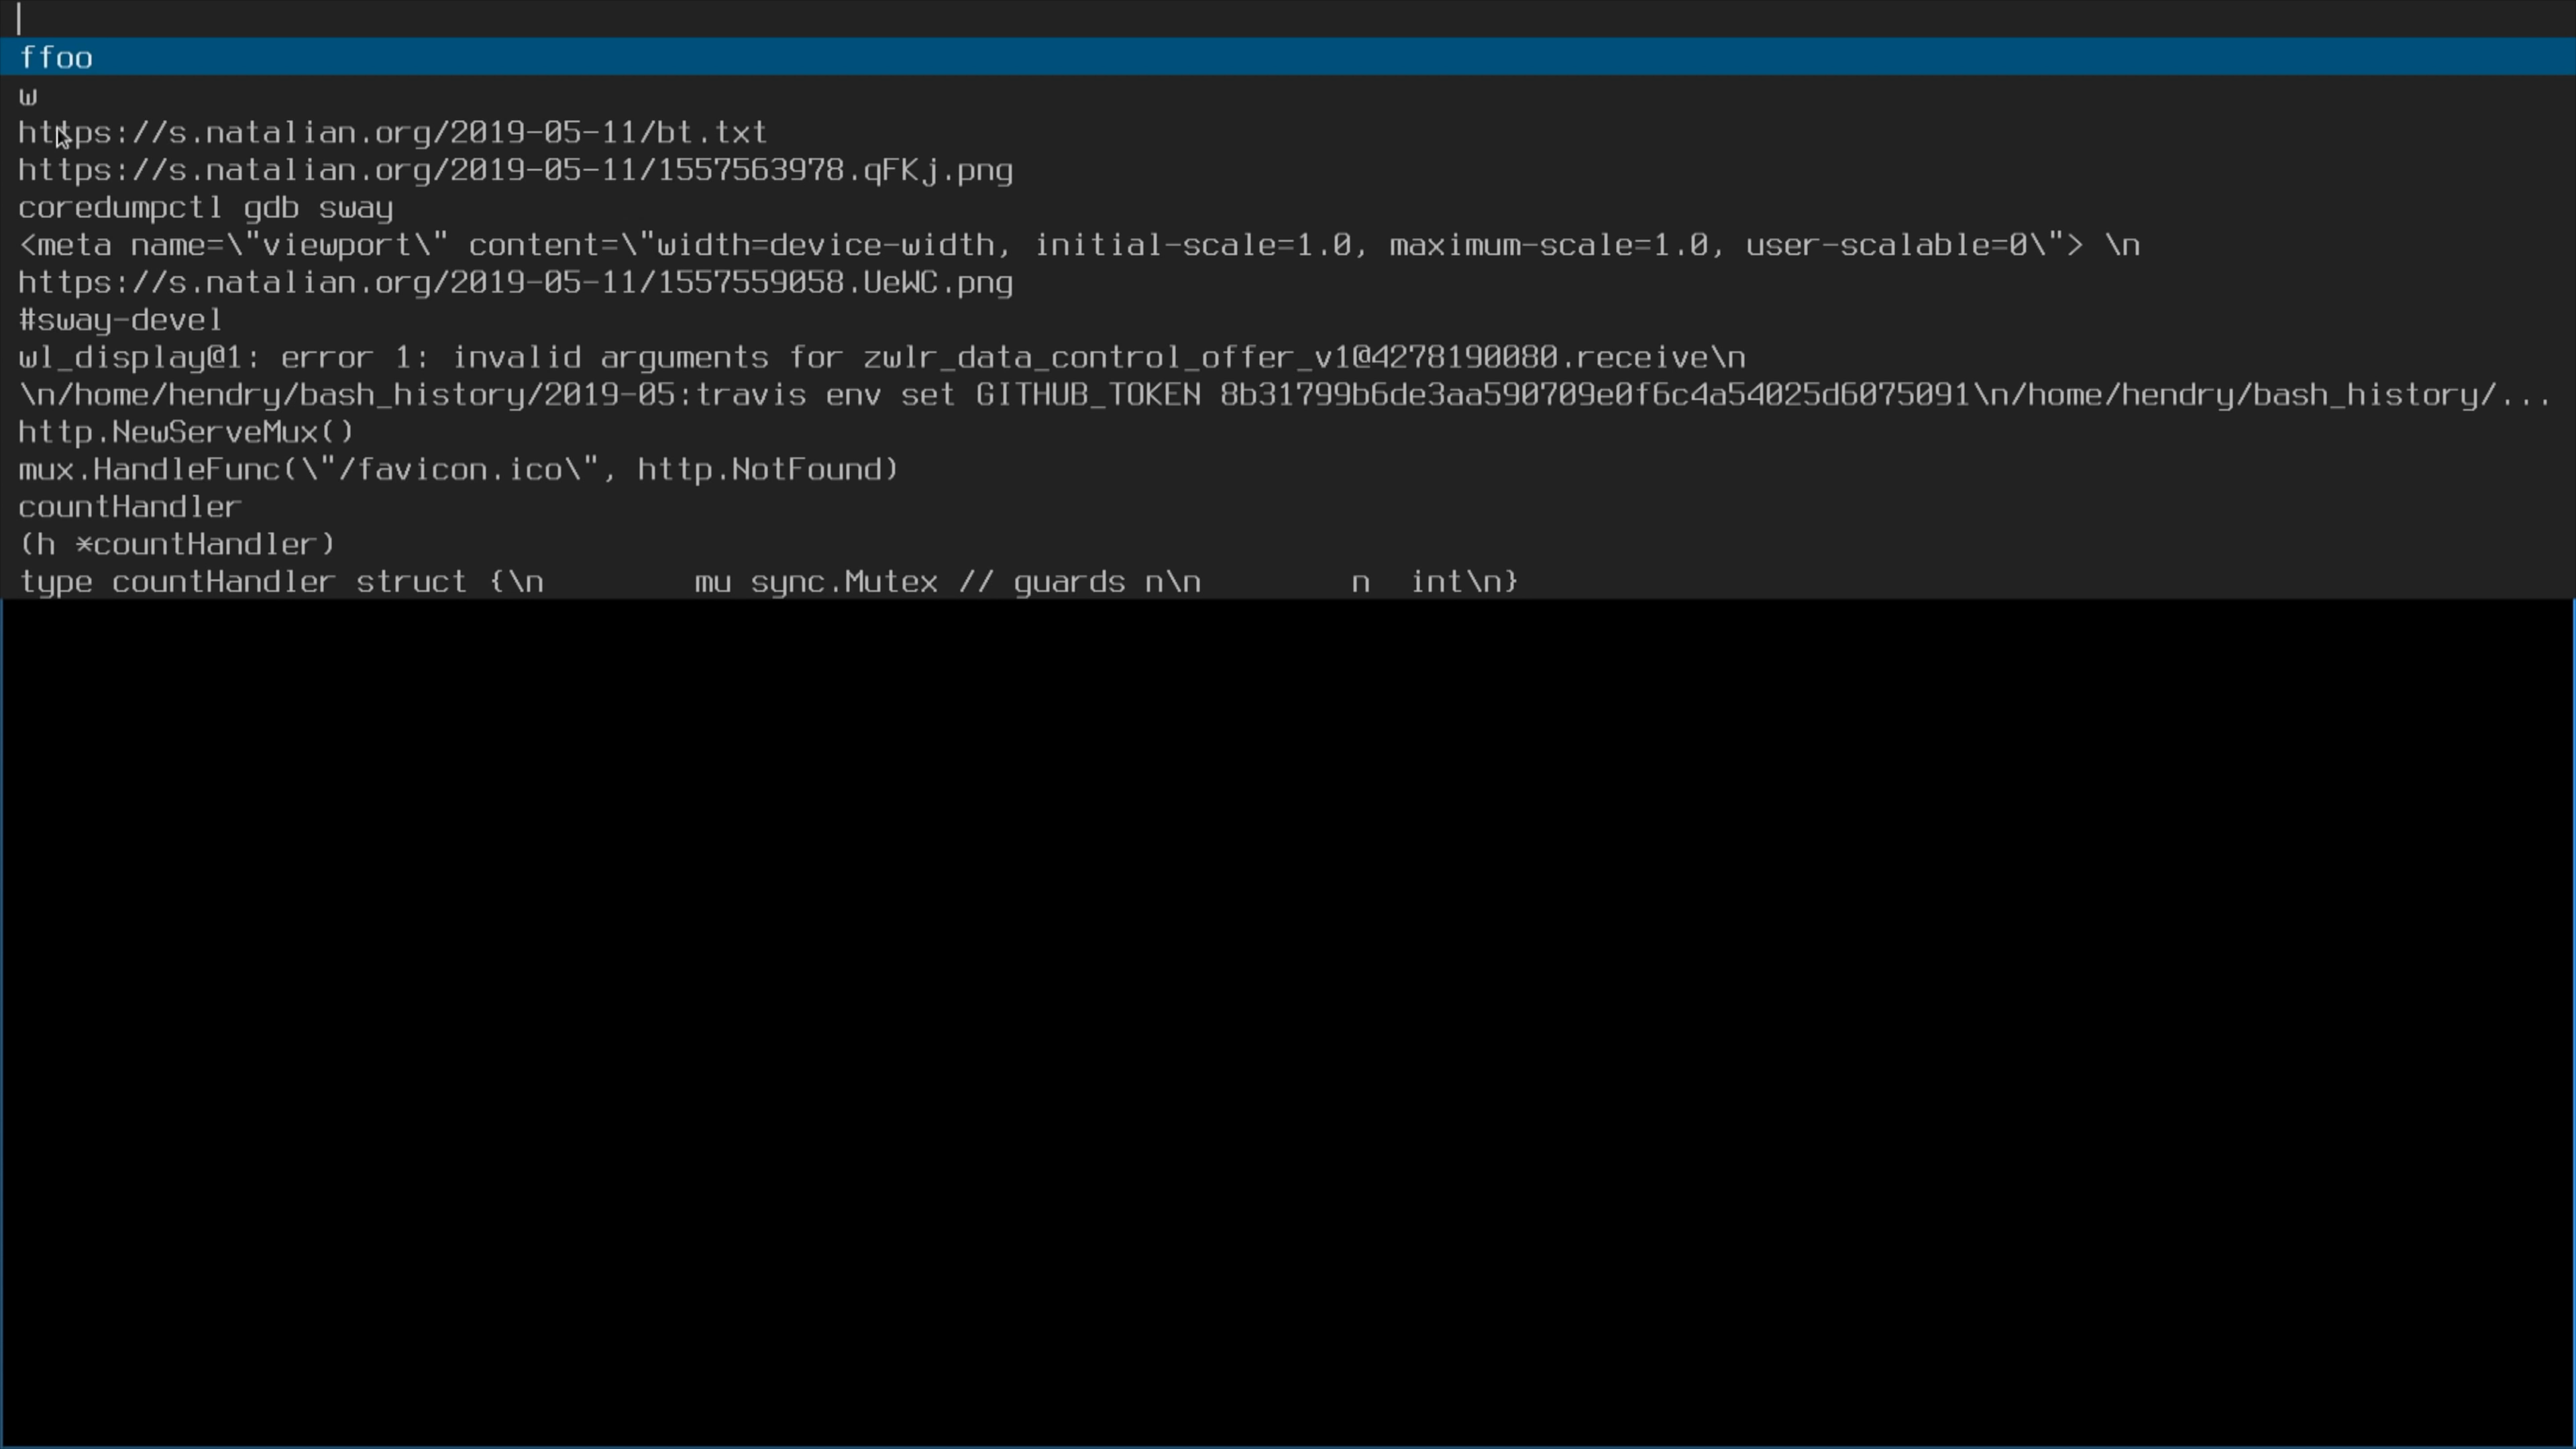 ffoo
w
https://s.natalian.org/2019-05-11/bt.txt
https://s.natalian.org/2019-05-11/1557563978.qFKj.png
coredumpctl gdb sway
<meta name=\"viewport\" content=\"width=device-width, initial-scale=1.0, maximum-scale=1.0, user-scalable=0\"> \n
https://s.natalian.org/2019-05-11/1557559058.UeWC.png
#sway-devel
wl_display@1: error 1: invalid arguments for zwlr_data_control_offer_v1@4278190080.receive\n
\n/home/hendry/bash_history/2019-05:travis env set GITHUB_TOKEN 8b31799b6de3aa590709e0f6c4a54025d6075091\n/home/hendry/bash_history/...
http.NewServeMux()
mux.HandleFunc(\"/favicon.ico\", http.NotFound)
countHandler
(h *countHandler)
type countHandler struct {\n        mu sync.Mutex // guards n\n        n  int\n}